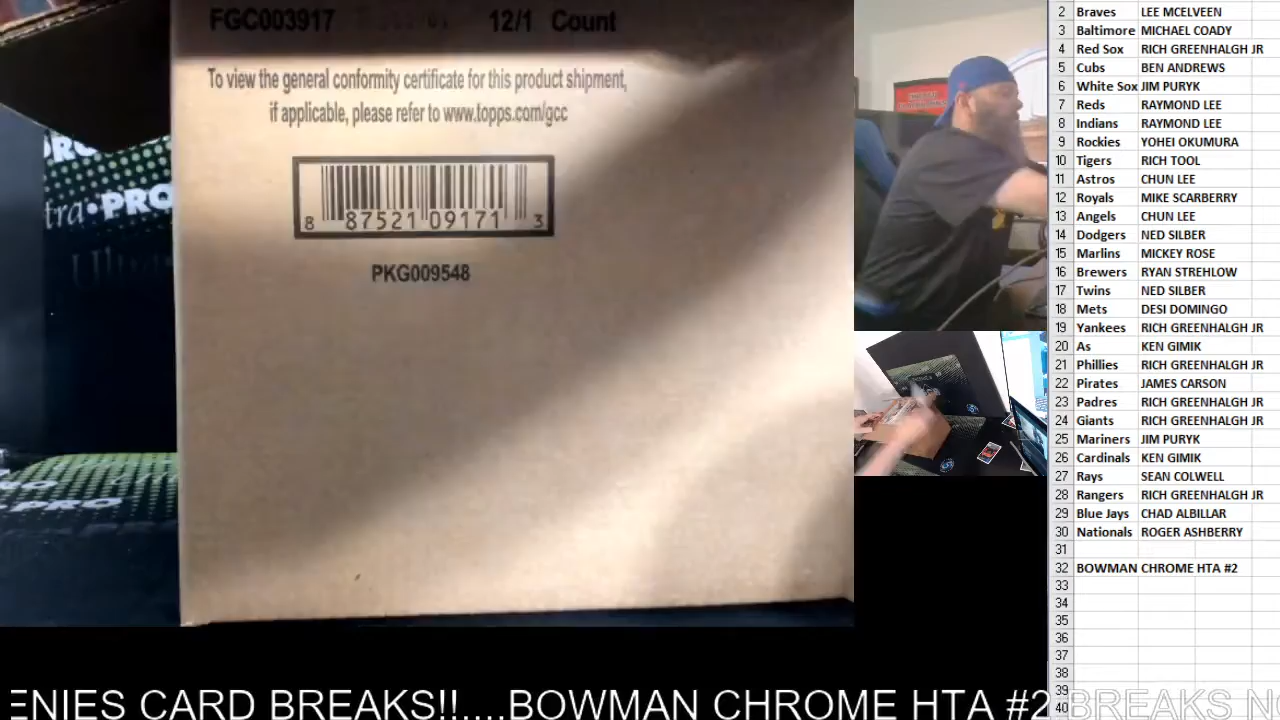 FGC003917 12/1 Count
To view the general conformity certificate for this product shipment,
if applicable, please refer to www.topps.com/gcc
8 87521 09171 3
PKG009548
tra•PRO
Ultra
PRO
2 Braves LEE MCELVEEN
3 Baltimore MICHAEL COADY
4 Red Sox RICH GREENHALGH JR
5 Cubs BEN ANDREWS
6 White Sox JIM PURYK
7 Reds RAYMOND LEE
8 Indians RAYMOND LEE
9 Rockies YOHEI OKUMURA
10 Tigers RICH TOOL
11 Astros CHUN LEE
12 Royals MIKE SCARBERRY
13 Angels CHUN LEE
14 Dodgers NED SILBER
15 Marlins MICKEY ROSE
16 Brewers RYAN STREHLOW
17 Twins NED SILBER
18 Mets DESI DOMINGO
19 Yankees RICH GREENHALGH JR
20 As KEN GIMIK
21 Phillies RICH GREENHALGH JR
22 Pirates JAMES CARSON
23 Padres RICH GREENHALGH JR
24 Giants RICH GREENHALGH JR
25 Mariners JIM PURYK
26 Cardinals KEN GIMIK
27 Rays SEAN COLWELL
28 Rangers RICH GREENHALGH JR
29 Blue Jays CHAD ALBILLAR
30 Nationals ROGER ASHBERRY
31
32 BOWMAN CHROME HTA #2
33
34
35
36
37
38
39
40
ENIES CARD BREAKS!!....BOWMAN CHROME HTA #2 BREAKS N